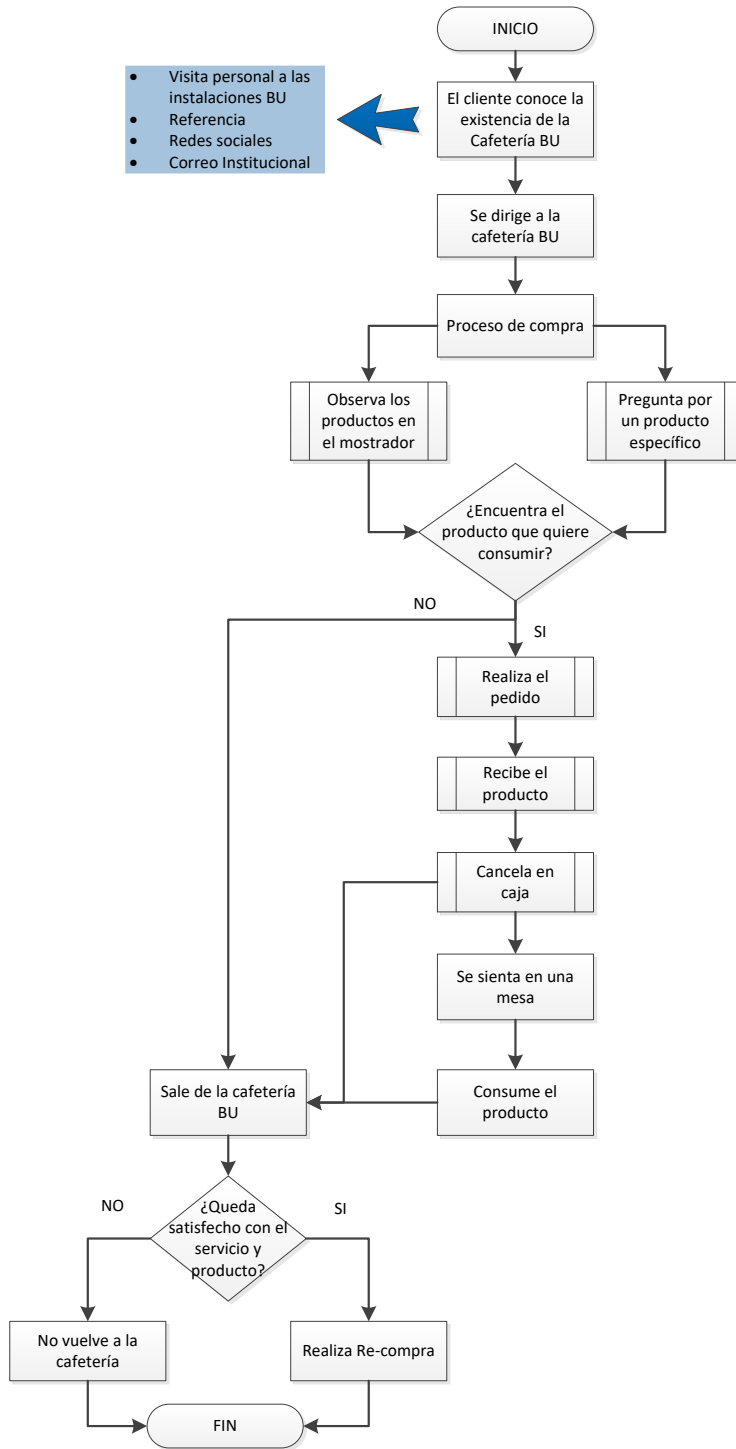 INICIO
• Visita personal a las
instalaciones BU
• Referencia
• Redes sociales
• Correo Institucional
El cliente conoce la
existencia de la
Cafetería BU
Se dirige a la
cafetería BU
Proceso de compra
Observa los
productos en
el mostrador
Pregunta por
un producto
específico
¿Encuentra el
producto que quiere
consumir?
NO
SI
Realiza el
pedido
Recibe el
producto
Cancela en
caja
Se sienta en una
mesa
Sale de la cafetería
BU
Consume el
producto
¿Queda
satisfecho con el
servicio y
producto?
NO
SI
No vuelve a la
cafetería
Realiza Re-compra
FIN